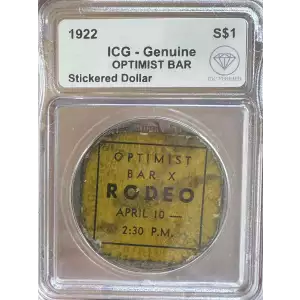 1922 S$1
ICG - Genuine
OPTIMIST BAR
Stickered Dollar
OPTIMIST
BAR X
RODEO
APRIL 10 —
2:30 P.M.